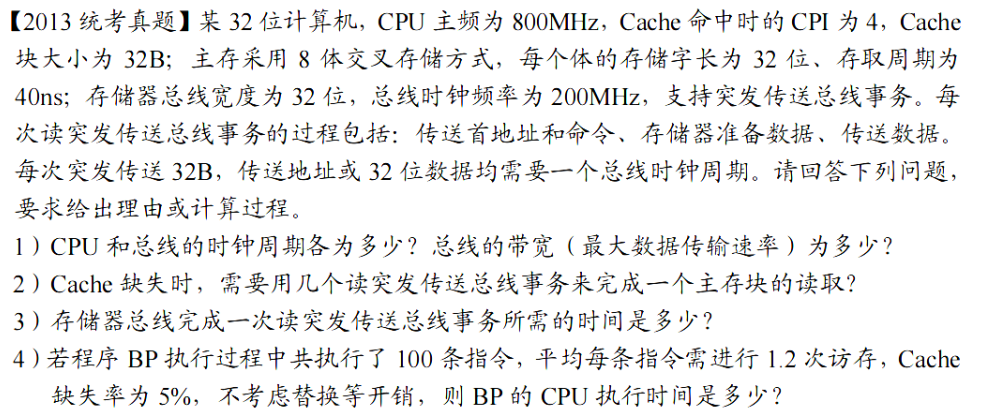 【2013 统考真题】某 32 位计算机，CPU 主频为 800MHz，Cache 命中时的 CPI 为 4，Cache
块大小为 32B；主存采用 8 体交叉存储方式，每个体的存储字长为 32 位、存取周期为
40ns；存储器总线宽度为 32 位，总线时钟频率为 200MHz，支持突发传送总线事务。每
次读突发传送总线事务的过程包括：传送首地址和命令、存储器准备数据、传送数据。
每次突发传送 32B，传送地址或 32 位数据均需要一个总线时钟周期。请回答下列问题，
要求给出理由或计算过程。
1）CPU 和总线的时钟周期各为多少？总线的带宽（最大数据传输速率）为多少？
2）Cache 缺失时，需要用几个读突发传送总线事务来完成一个主存块的读取？
3）存储器总线完成一次读突发传送总线事务所需的时间是多少？
4）若程序 BP 执行过程中共执行了 100 条指令，平均每条指令需进行 1.2 次访存，Cache
缺失率为 5%，不考虑替换等开销，则 BP 的 CPU 执行时间是多少？